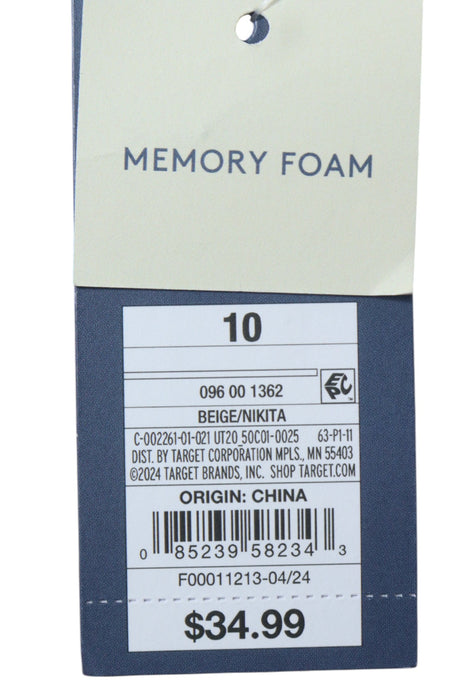 MEMORY FOAM
10
EPC
096 00 1362
BEIGE/NIKITA
C-002261-01-021 UT20 50C01-0025 63-P1-11
DIST. BY TARGET CORPORATION MPLS., MN 55403
©2024 TARGET BRANDS, INC. SHOP TARGET.COM
ORIGIN: CHINA
0 85239 58234 3
F00011213-04/24
$34.99